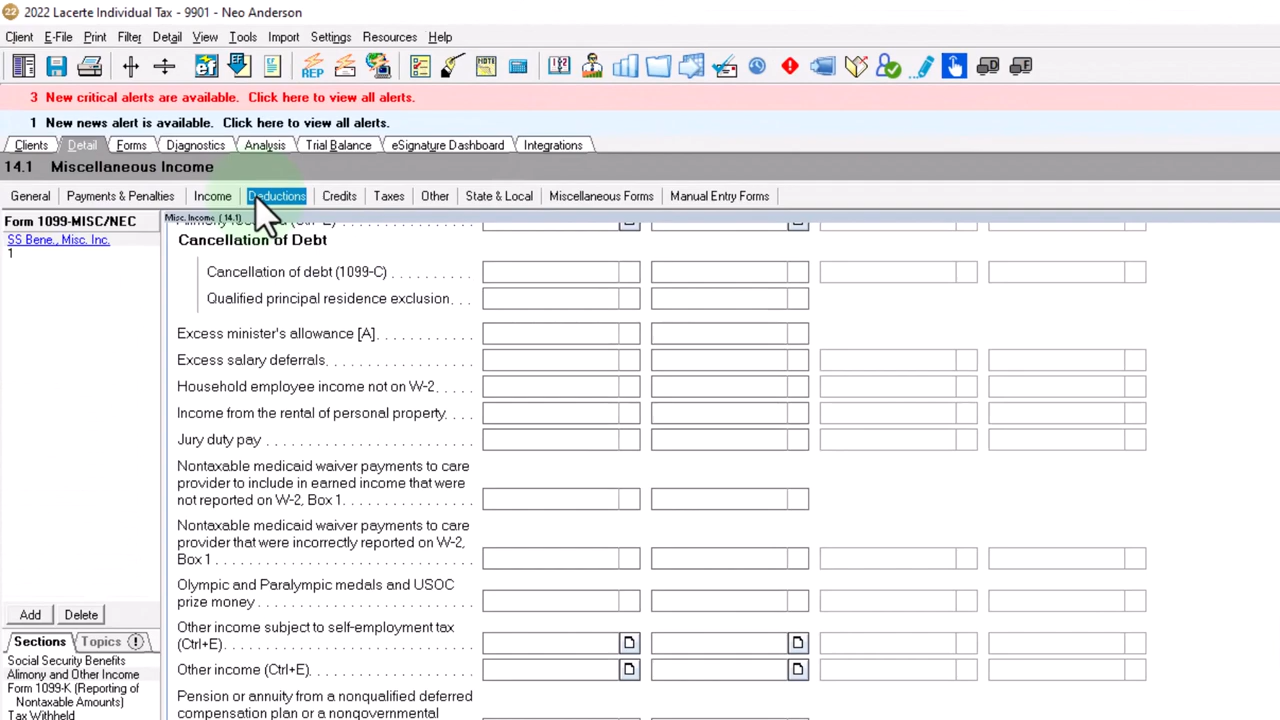 22 2022 Lacerte Individual Tax - 9901 - Neo Anderson
Client E-File Print Filter Detail View Tools Import Settings Resources Help
3 New critical alerts are available. Click here to view all alerts.
1 New news alert is available. Click here to view all alerts.
Clients Detail Forms Diagnostics Analysis Trial Balance eSignature Dashboard Integrations
14.1 Miscellaneous Income
General Payments & Penalties Income Deductions Credits Taxes Other State & Local Miscellaneous Forms Manual Entry Forms
Form 1099-MISC/NEC
SS Bene., Misc. Inc.
1
Add Delete
Sections Topics
Social Security Benefits
Alimony and Other Income
Form 1099-K (Reporting of
Nontaxable Amounts)
Tax Withheld
Misc. Income (14.1)
Cancellation of Debt
Cancellation of debt (1099-C)
Qualified principal residence exclusion
Excess minister's allowance [A]
Excess salary deferrals
Household employee income not on W-2
Income from the rental of personal property
Jury duty pay
Nontaxable medicaid waiver payments to care
provider to include in earned income that were
not reported on W-2, Box 1
Nontaxable medicaid waiver payments to care
provider that were incorrectly reported on W-2,
Box 1
Olympic and Paralympic medals and USOC
prize money
Other income subject to self-employment tax
(Ctrl+E)
Other income (Ctrl+E)
Pension or annuity from a nonqualified deferred
compensation plan or a nongovernmental